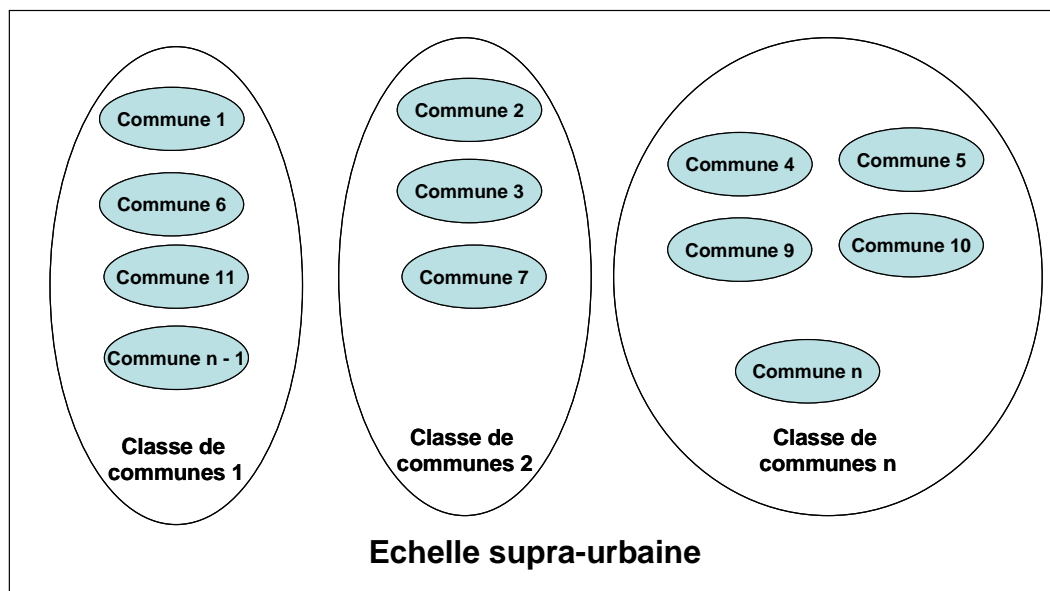 Commune 1
Commune 6
Commune 11
Commune n - 1
Classe de
communes 1
Commune 2
Commune 3
Commune 7
Classe de
communes 2
Commune 4
Commune 5
Commune 9
Commune 10
Commune n
Classe de
communes n
Echelle supra-urbaine